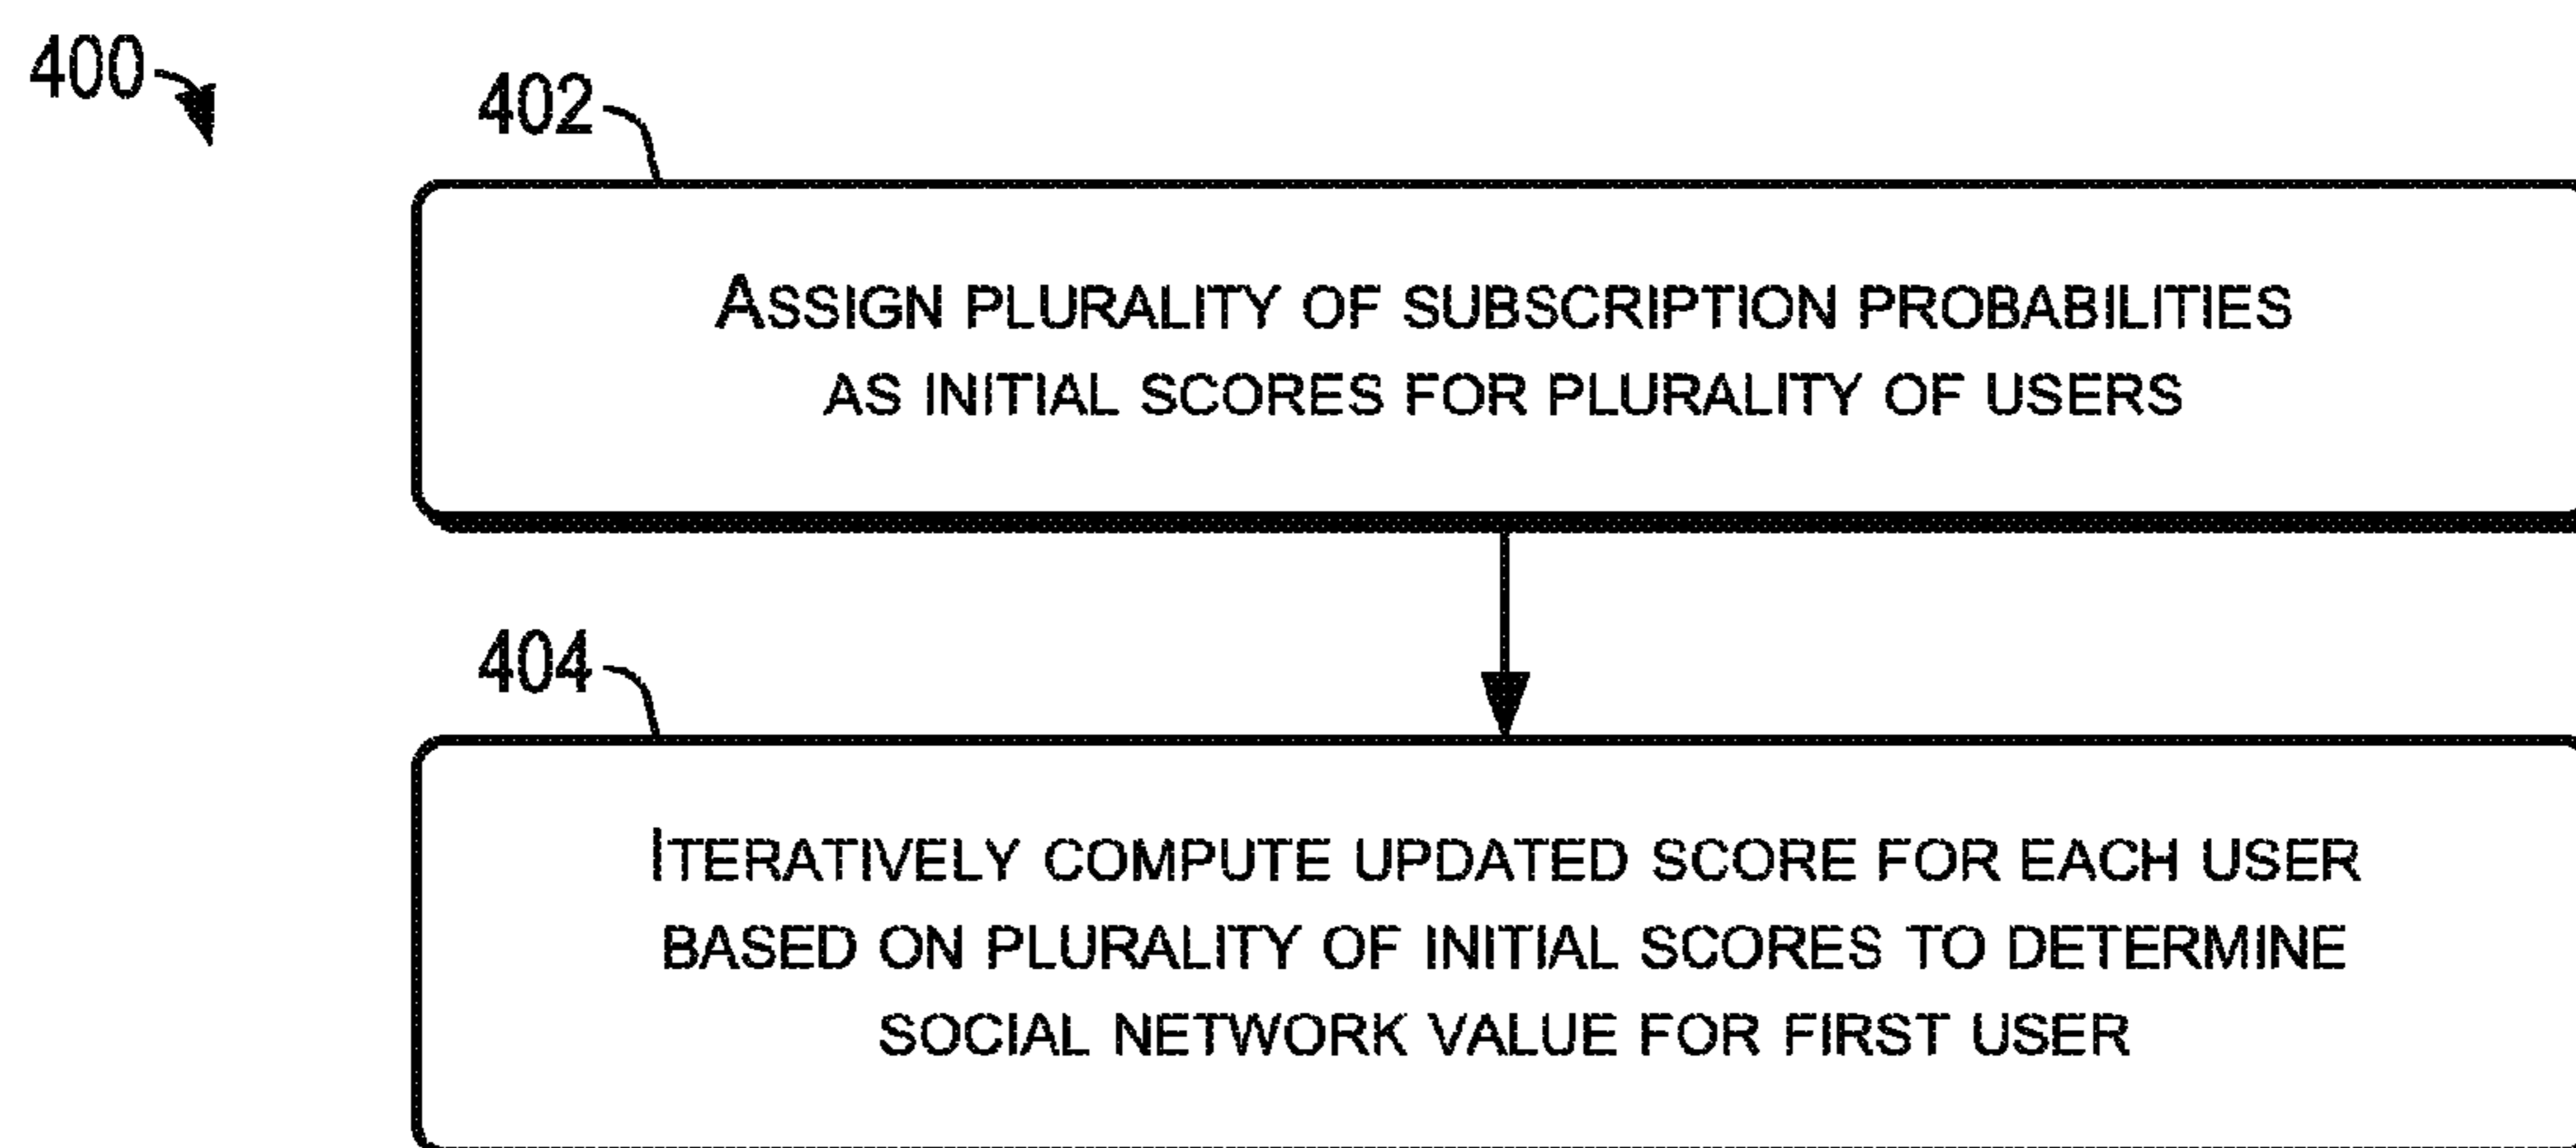 400
402
ASSIGN PLURALITY OF SUBSCRIPTION PROBABILITIES
AS INITIAL SCORES FOR PLURALITY OF USERS
404
ITERATIVELY COMPUTE UPDATED SCORE FOR EACH USER
BASED ON PLURALITY OF INITIAL SCORES TO DETERMINE
SOCIAL NETWORK VALUE FOR FIRST USER